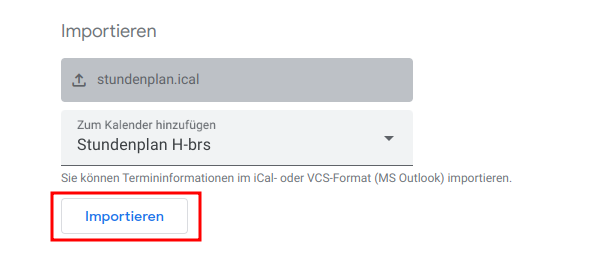 Importieren
stundenplan.ical
Zum Kalender hinzufügen
Stundenplan H-brs
Sie können Termininformationen im iCal- oder VCS-Format (MS Outlook) importieren.
Importieren